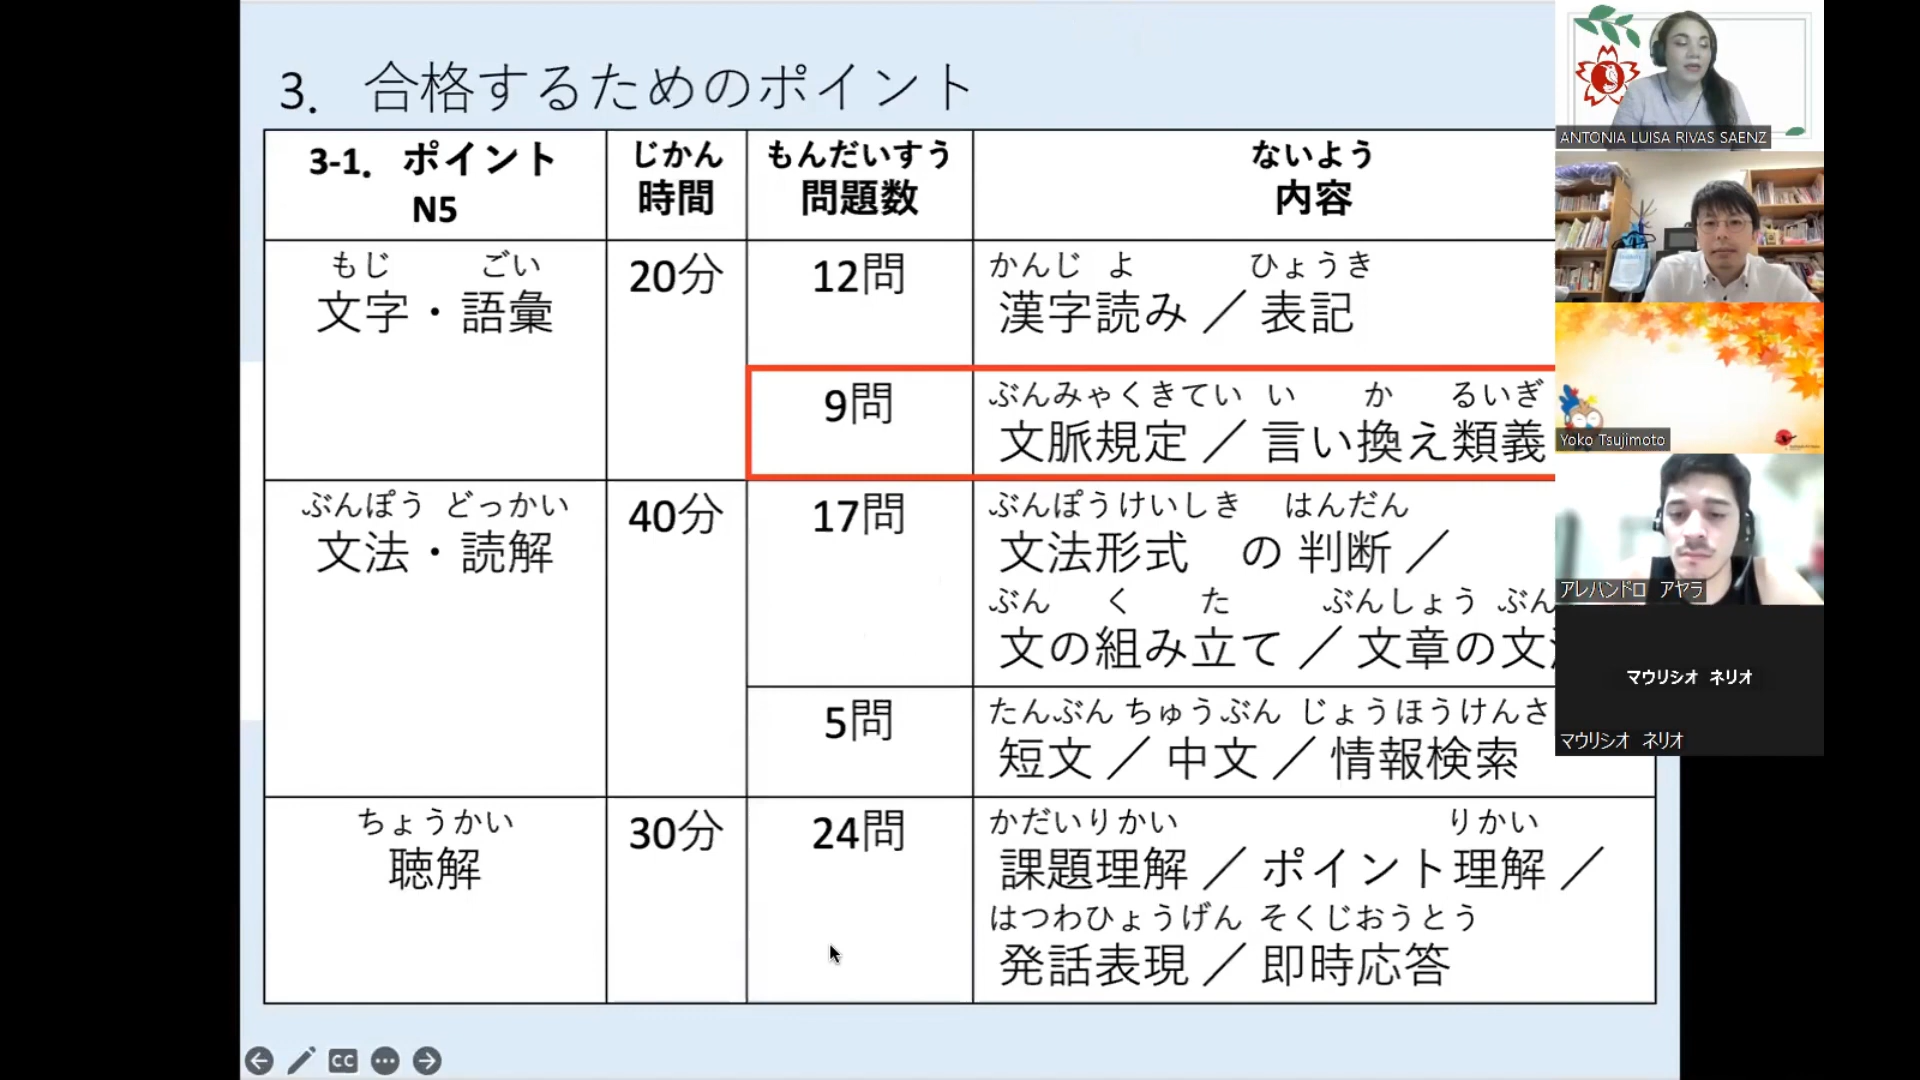 3. 合格するためのポイント
3-1. ポイント
N5
じかん
時間
もんだいすう
問題数
ないよう
内容
もじ ごい
文字・語彙
20分
12問
かんじ よ ひょうき
漢字読み ／ 表記
9問
ぶんみゃくきてい い か るいぎ
文脈規定 ／ 言い換え類義
ぶんぽう どっかい
文法・読解
40分
17問
ぶんぽうけいしき はんだん
文法形式 の 判断 ／
ぶん く た ぶんしょう ぶん
文の組み立て ／ 文章の文
5問
たんぶん ちゅうぶん じょうほうけんさ
短文 ／ 中文 ／ 情報検索
ちょうかい
聴解
30分
24問
かだいりかい りかい
課題理解 ／ ポイント理解 ／
はつわひょうげん そくじおうとう
発話表現 ／ 即時応答
CC
ANTONIA LUISA RIVAS SAENZ
Yoko Tsujimoto
アレハンドロ アヤラ
マウリシオ ネリオ
マウリシオ ネリオ